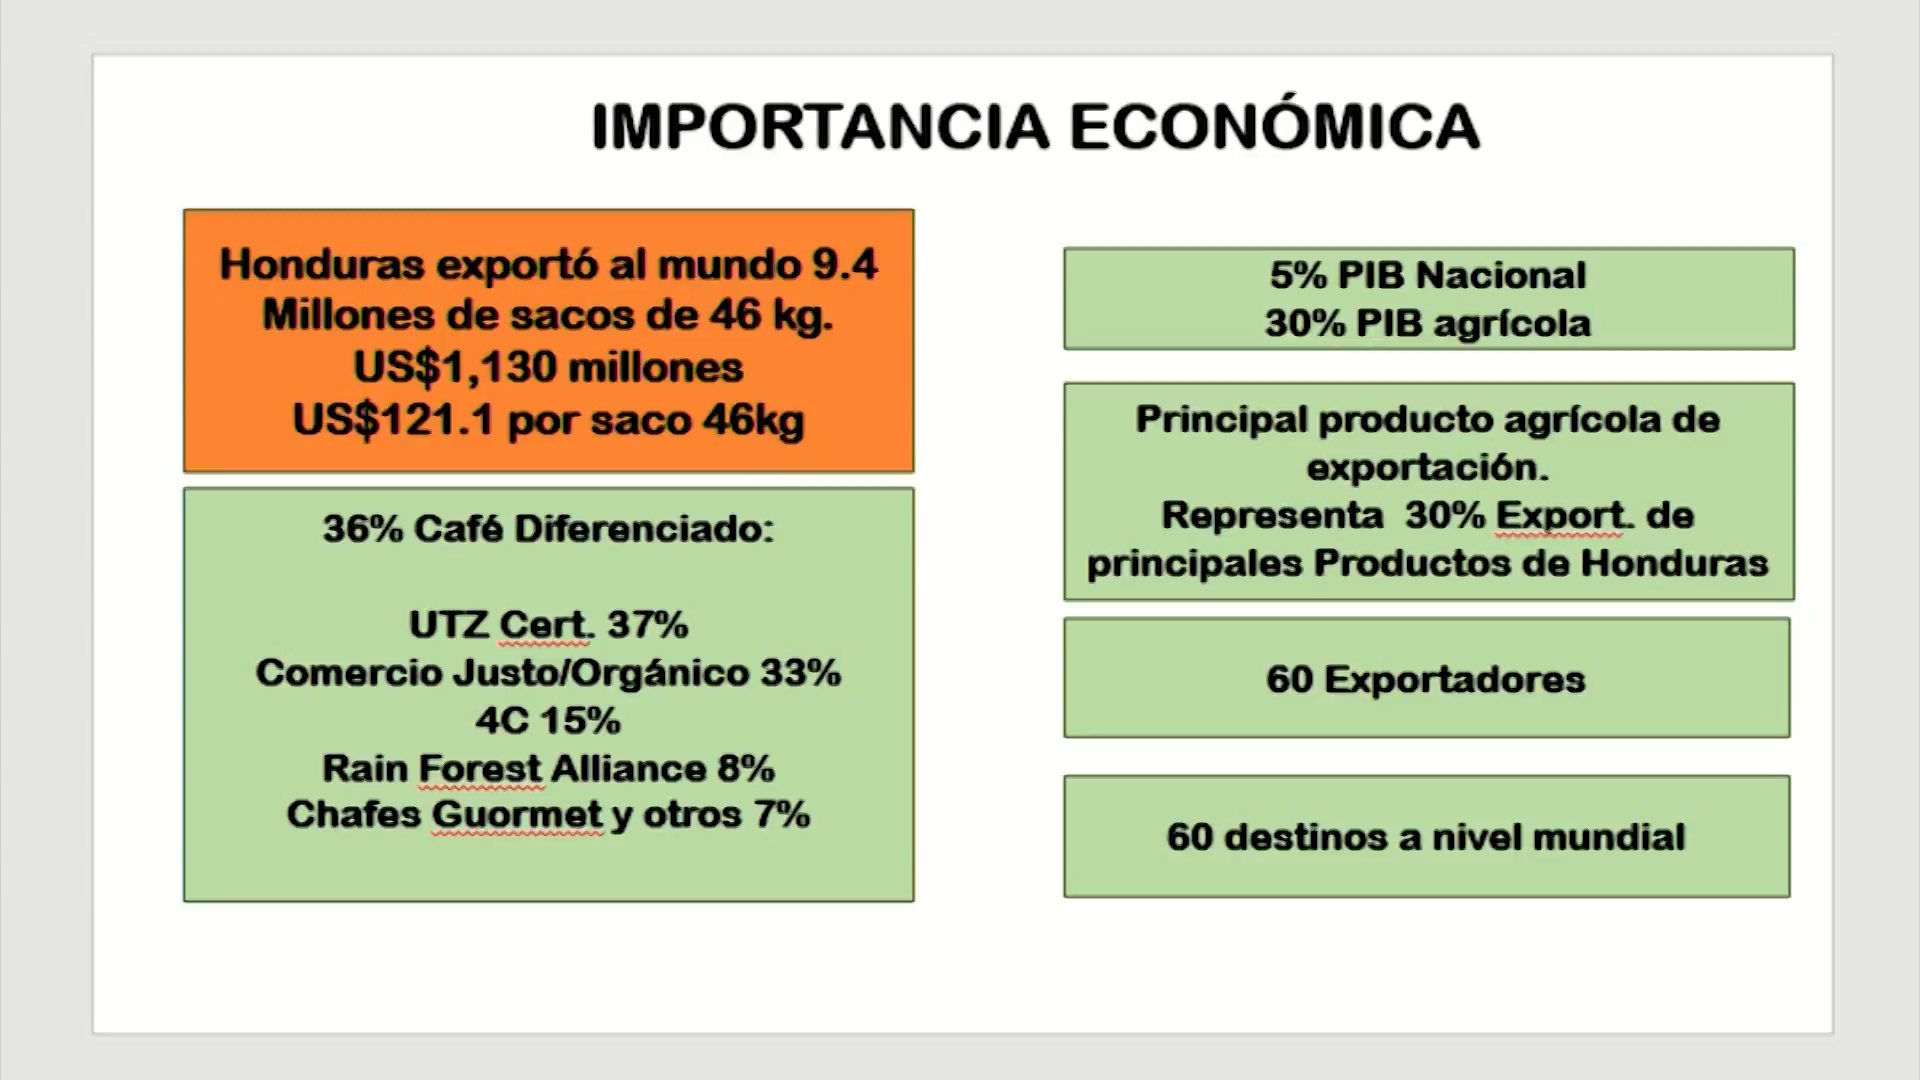 IMPORTANCIA ECONÓMICA
Honduras exportó al mundo 9.4
Millones de sacos de 46 kg.
US$1,130 millones
US$121.1 por saco 46kg
36% Café Diferenciado:
UTZ Cert. 37%
Comercio Justo/Orgánico 33%
4C 15%
Rain Forest Alliance 8%
Chafes Guormet y otros 7%
5% PIB Nacional
30% PIB agrícola
Principal producto agrícola de
exportación.
Representa 30% Export. de
principales Productos de Honduras
60 Exportadores
60 destinos a nivel mundial